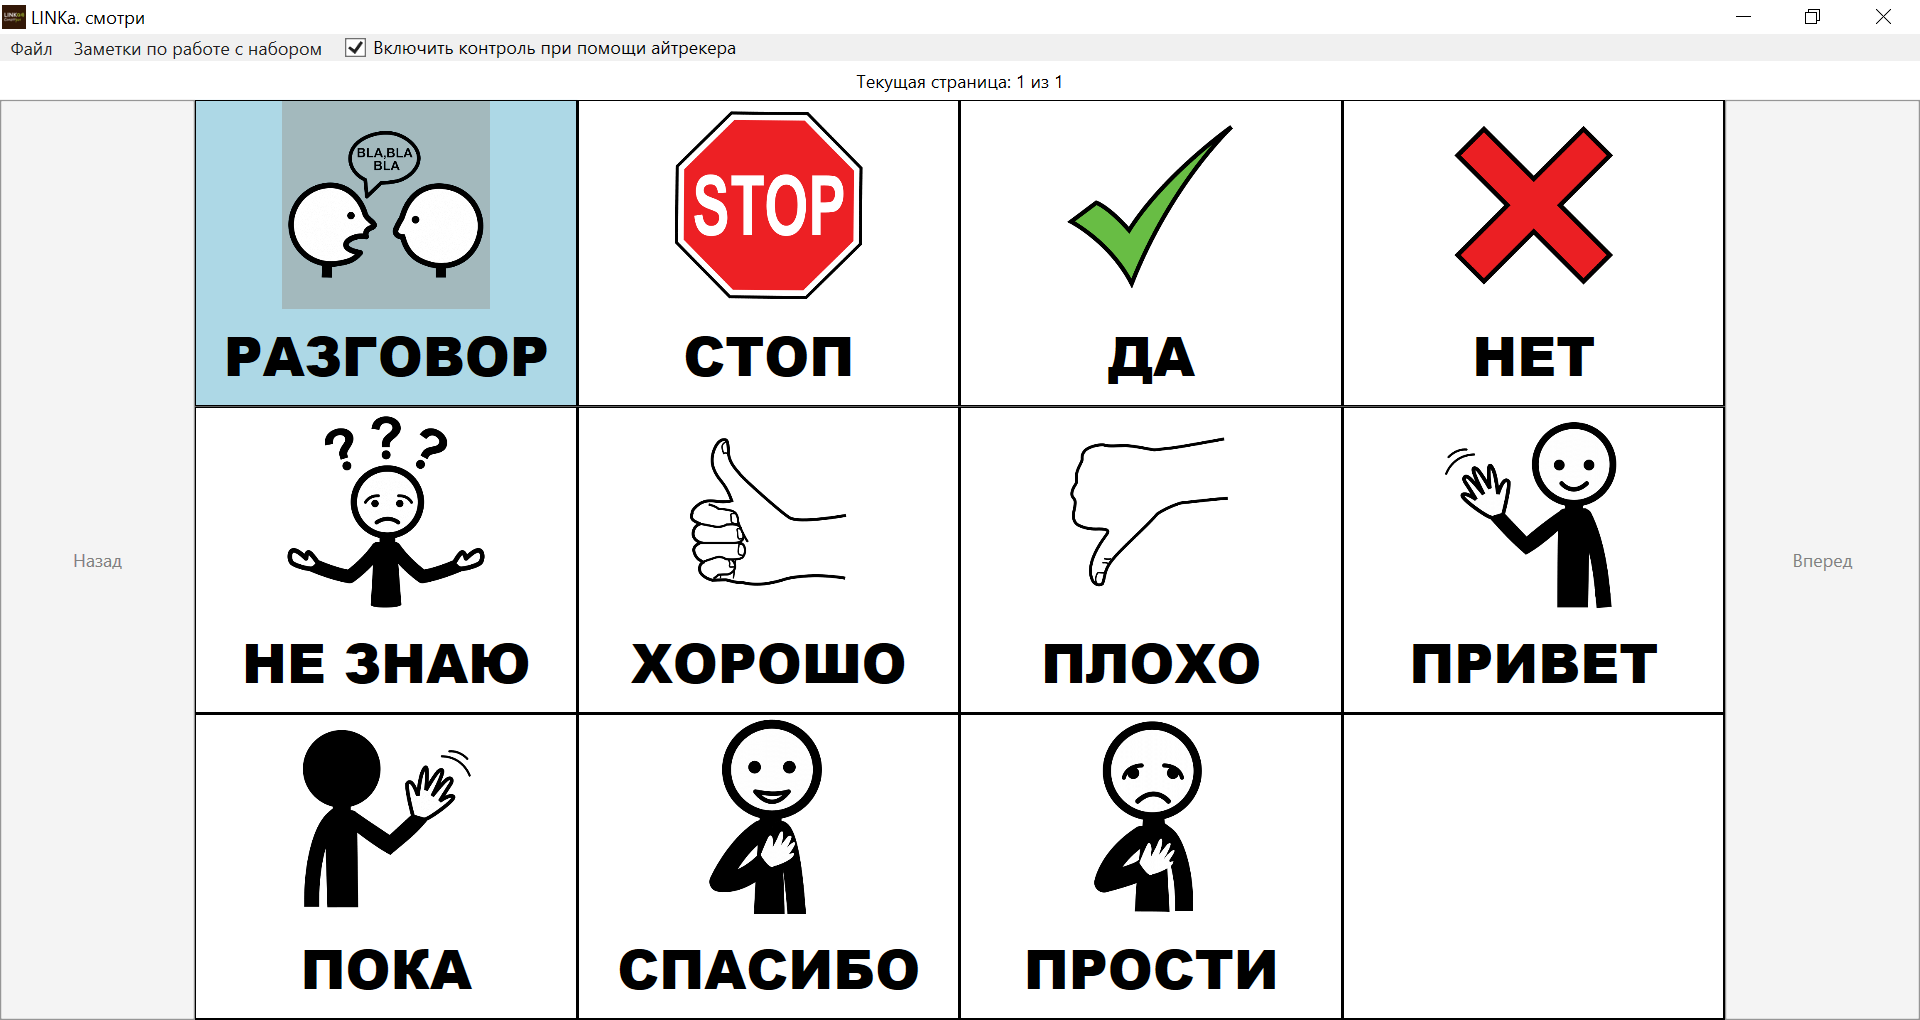 LINKa. смотри
Файл Заметки по работе с набором Включить контроль при помощи айтрекера
Текущая страница: 1 из 1
BLA,BLA
BLA
STOP
РАЗГОВОР СТОП ДА НЕТ
? ? ?
Назад Вперед
НЕ ЗНАЮ ХОРОШО ПЛОХО ПРИВЕТ
ПОКА СПАСИБО ПРОСТИ